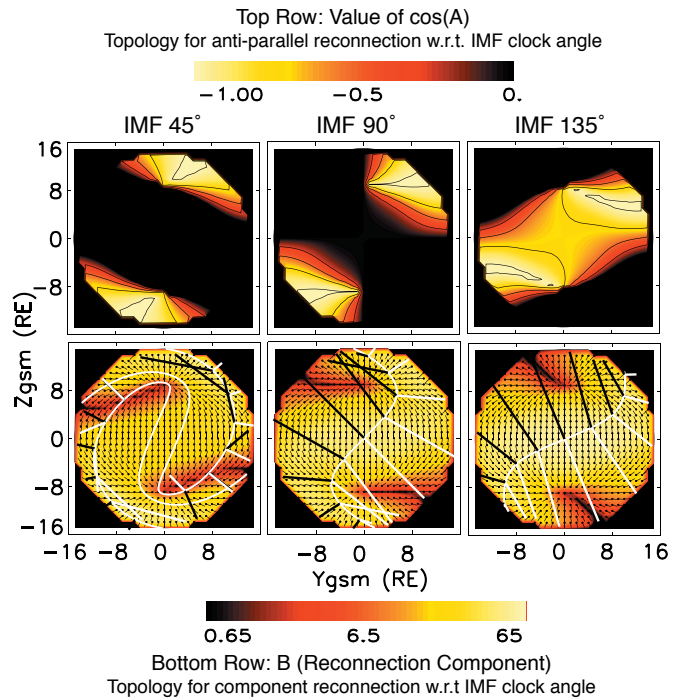 Top Row: Value of cos(A)
Topology for anti-parallel reconnection w.r.t. IMF clock angle
−1.00 −0.5 0.
IMF 45° IMF 90° IMF 135°
16
8
0
−8
Zgsm (RE)
8
0
−8
−16
−16 −8 0 8 −8 0 8 −8 0 8 16
Ygsm (RE)
0.65 6.5 65
Bottom Row: B (Reconnection Component)
Topology for component reconnection w.r.t IMF clock angle